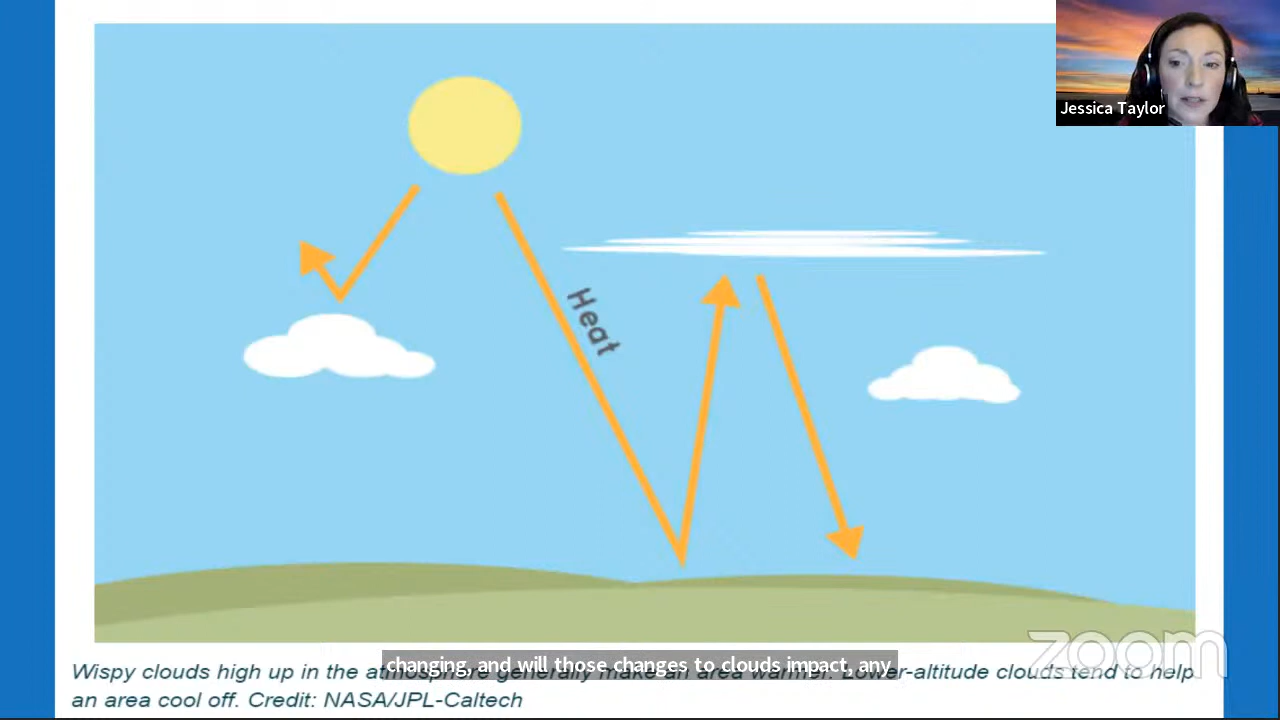 Jessica Taylor
Heat
zoom
changing, and will those changes to clouds impact, any
Wispy clouds high up in the atmosphere generally make an area warmer. Lower-altitude clouds tend to help
an area cool off. Credit: NASA/JPL-Caltech